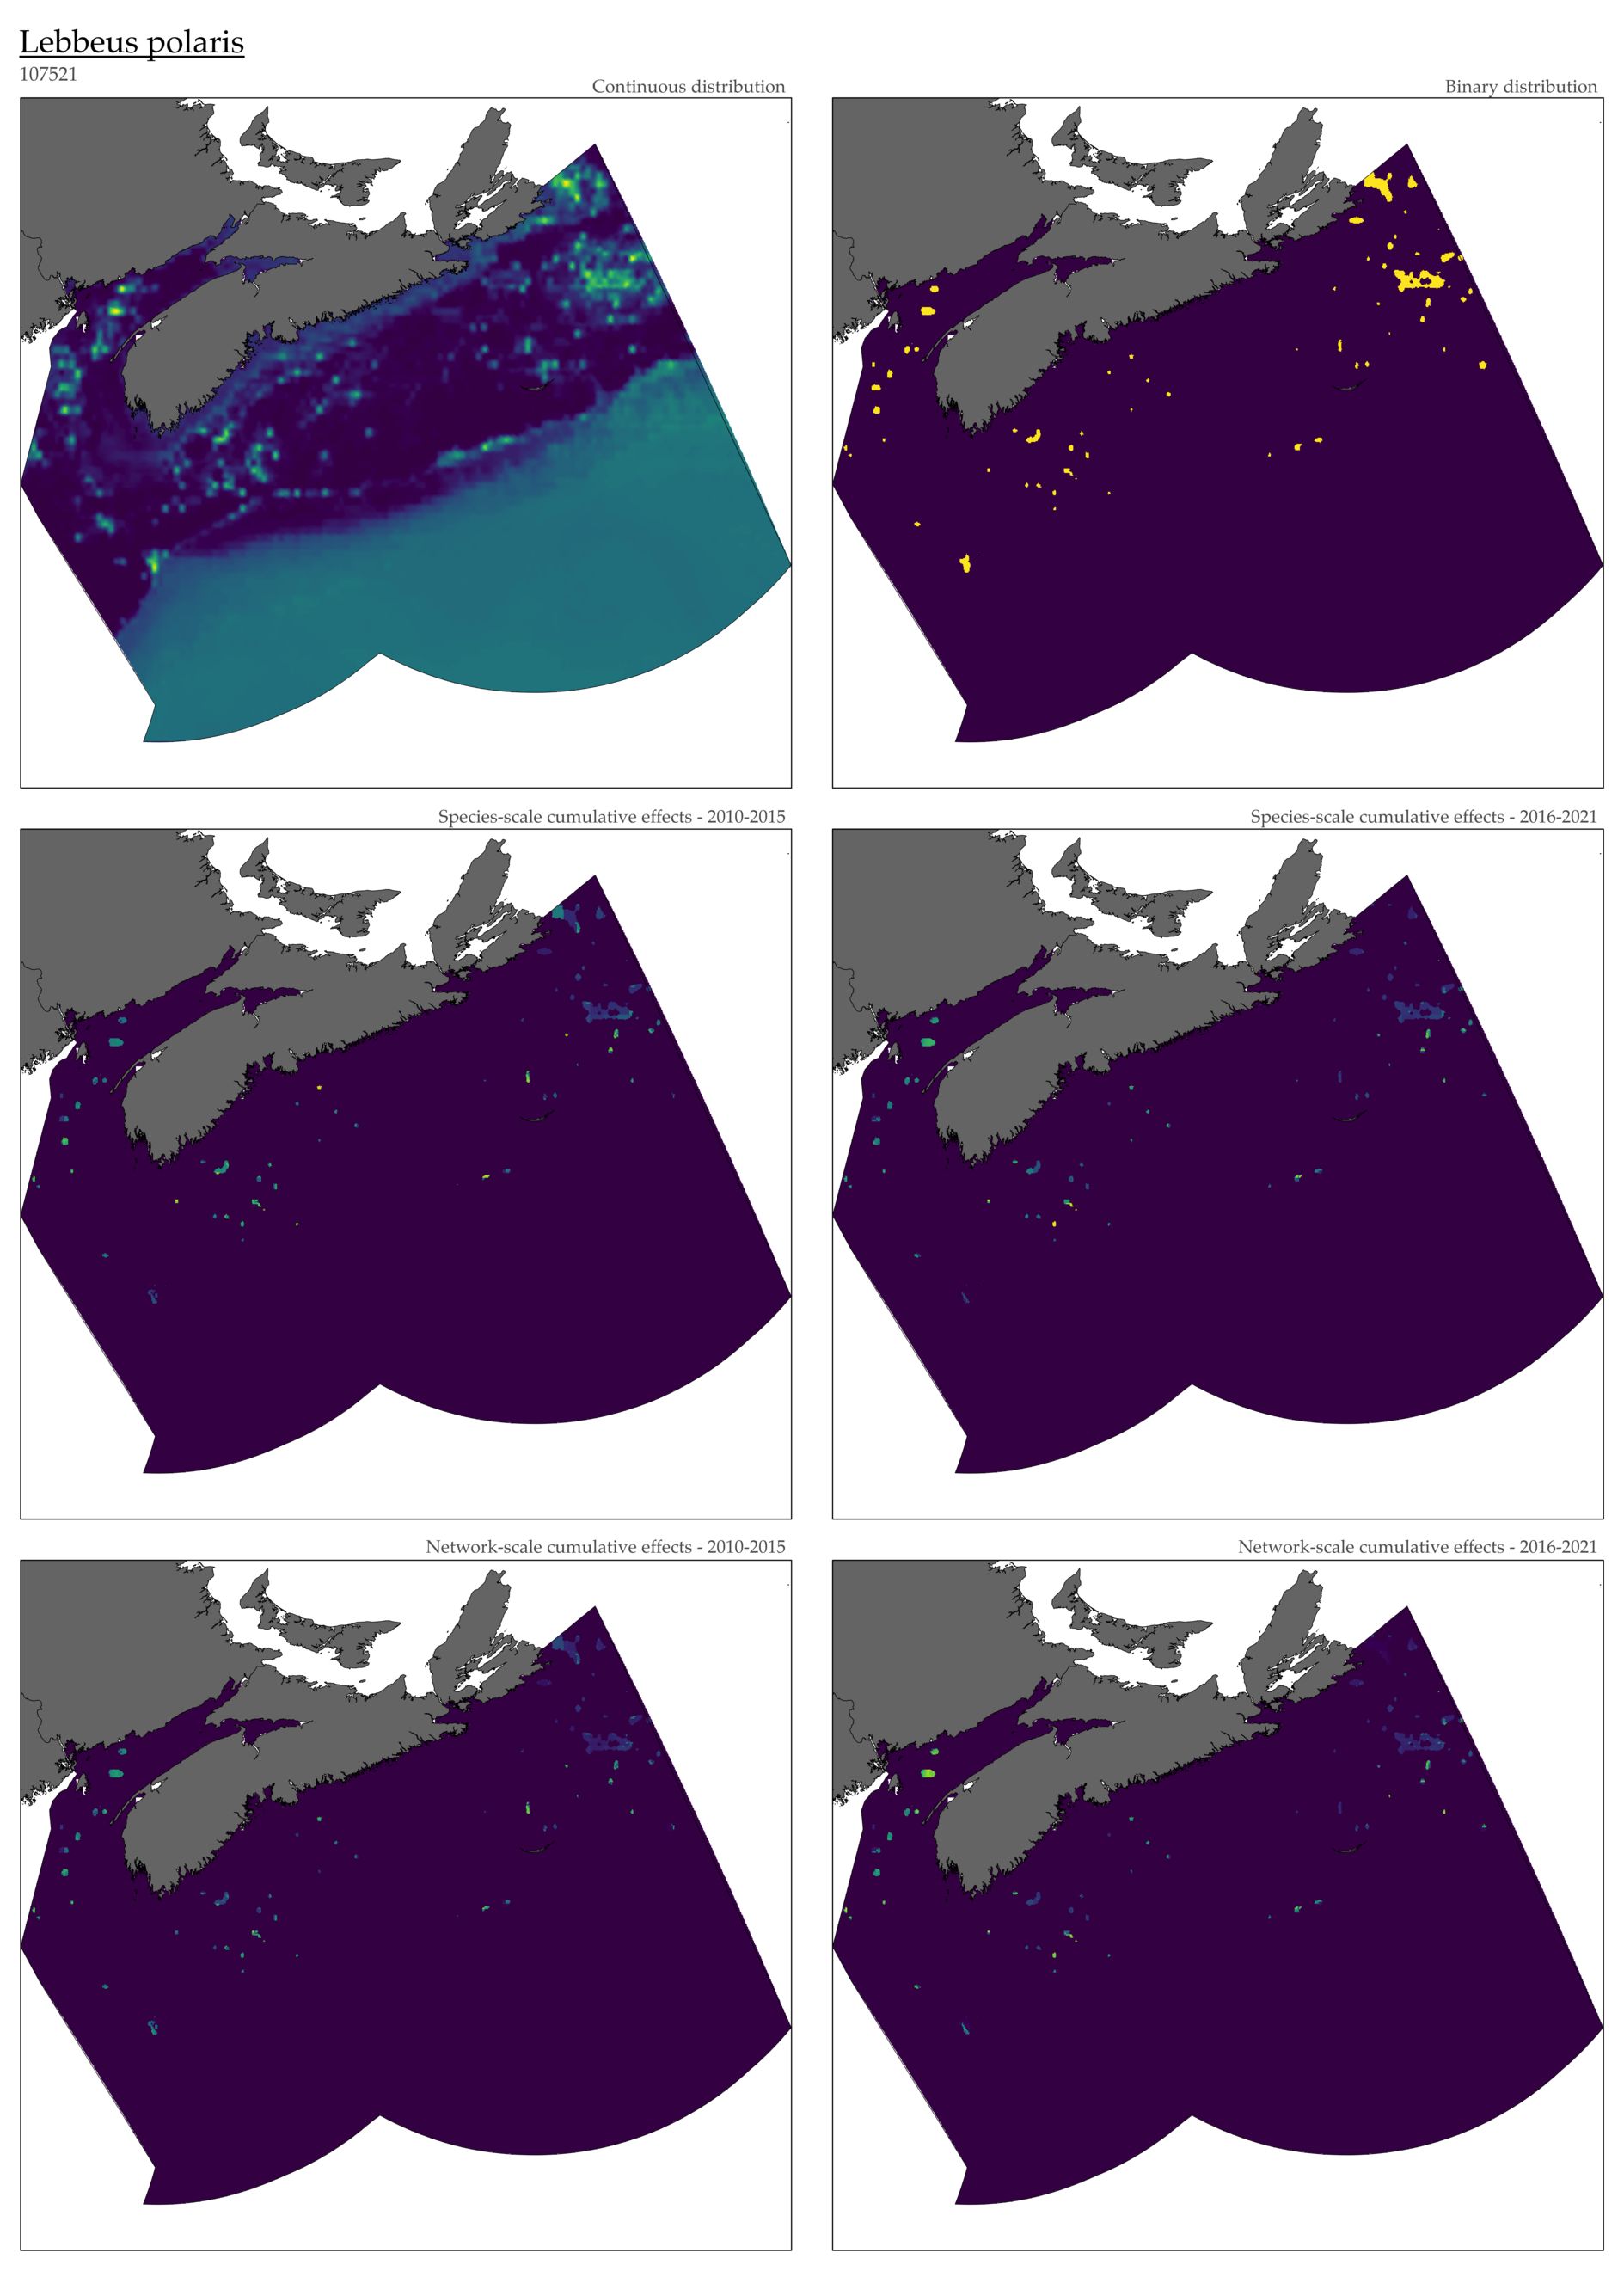 Lebbeus polaris
107521
Continuous distribution
Binary distribution
Species-scale cumulative effects - 2010-2015
Species-scale cumulative effects - 2016-2021
Network-scale cumulative effects - 2010-2015
Network-scale cumulative effects - 2016-2021